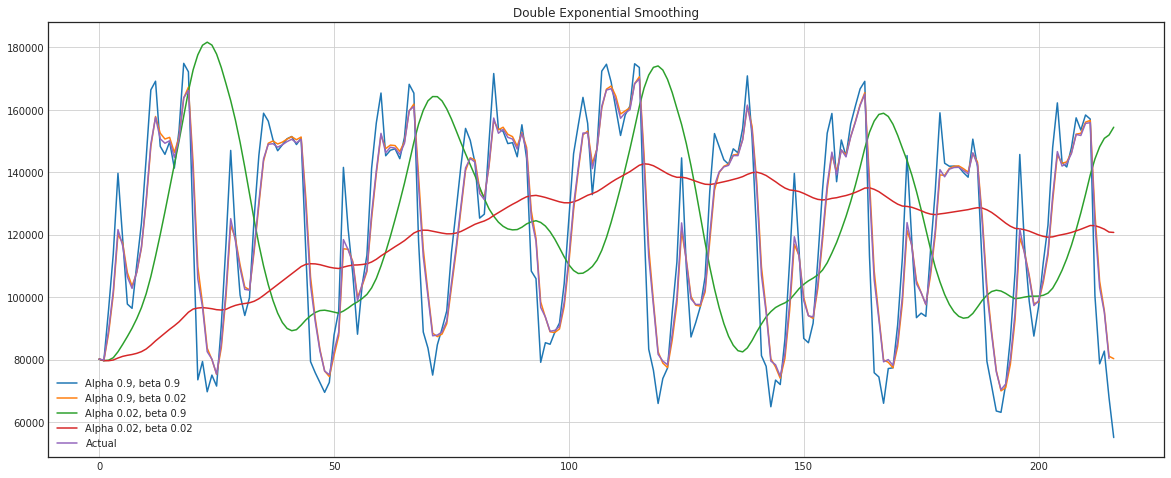 Double Exponential Smoothing
180000
160000
140000
120000
100000
80000
60000
Alpha 0.9, beta 0.9
Alpha 0.9, beta 0.02
Alpha 0.02, beta 0.9
Alpha 0.02, beta 0.02
Actual
0
50
100
150
200